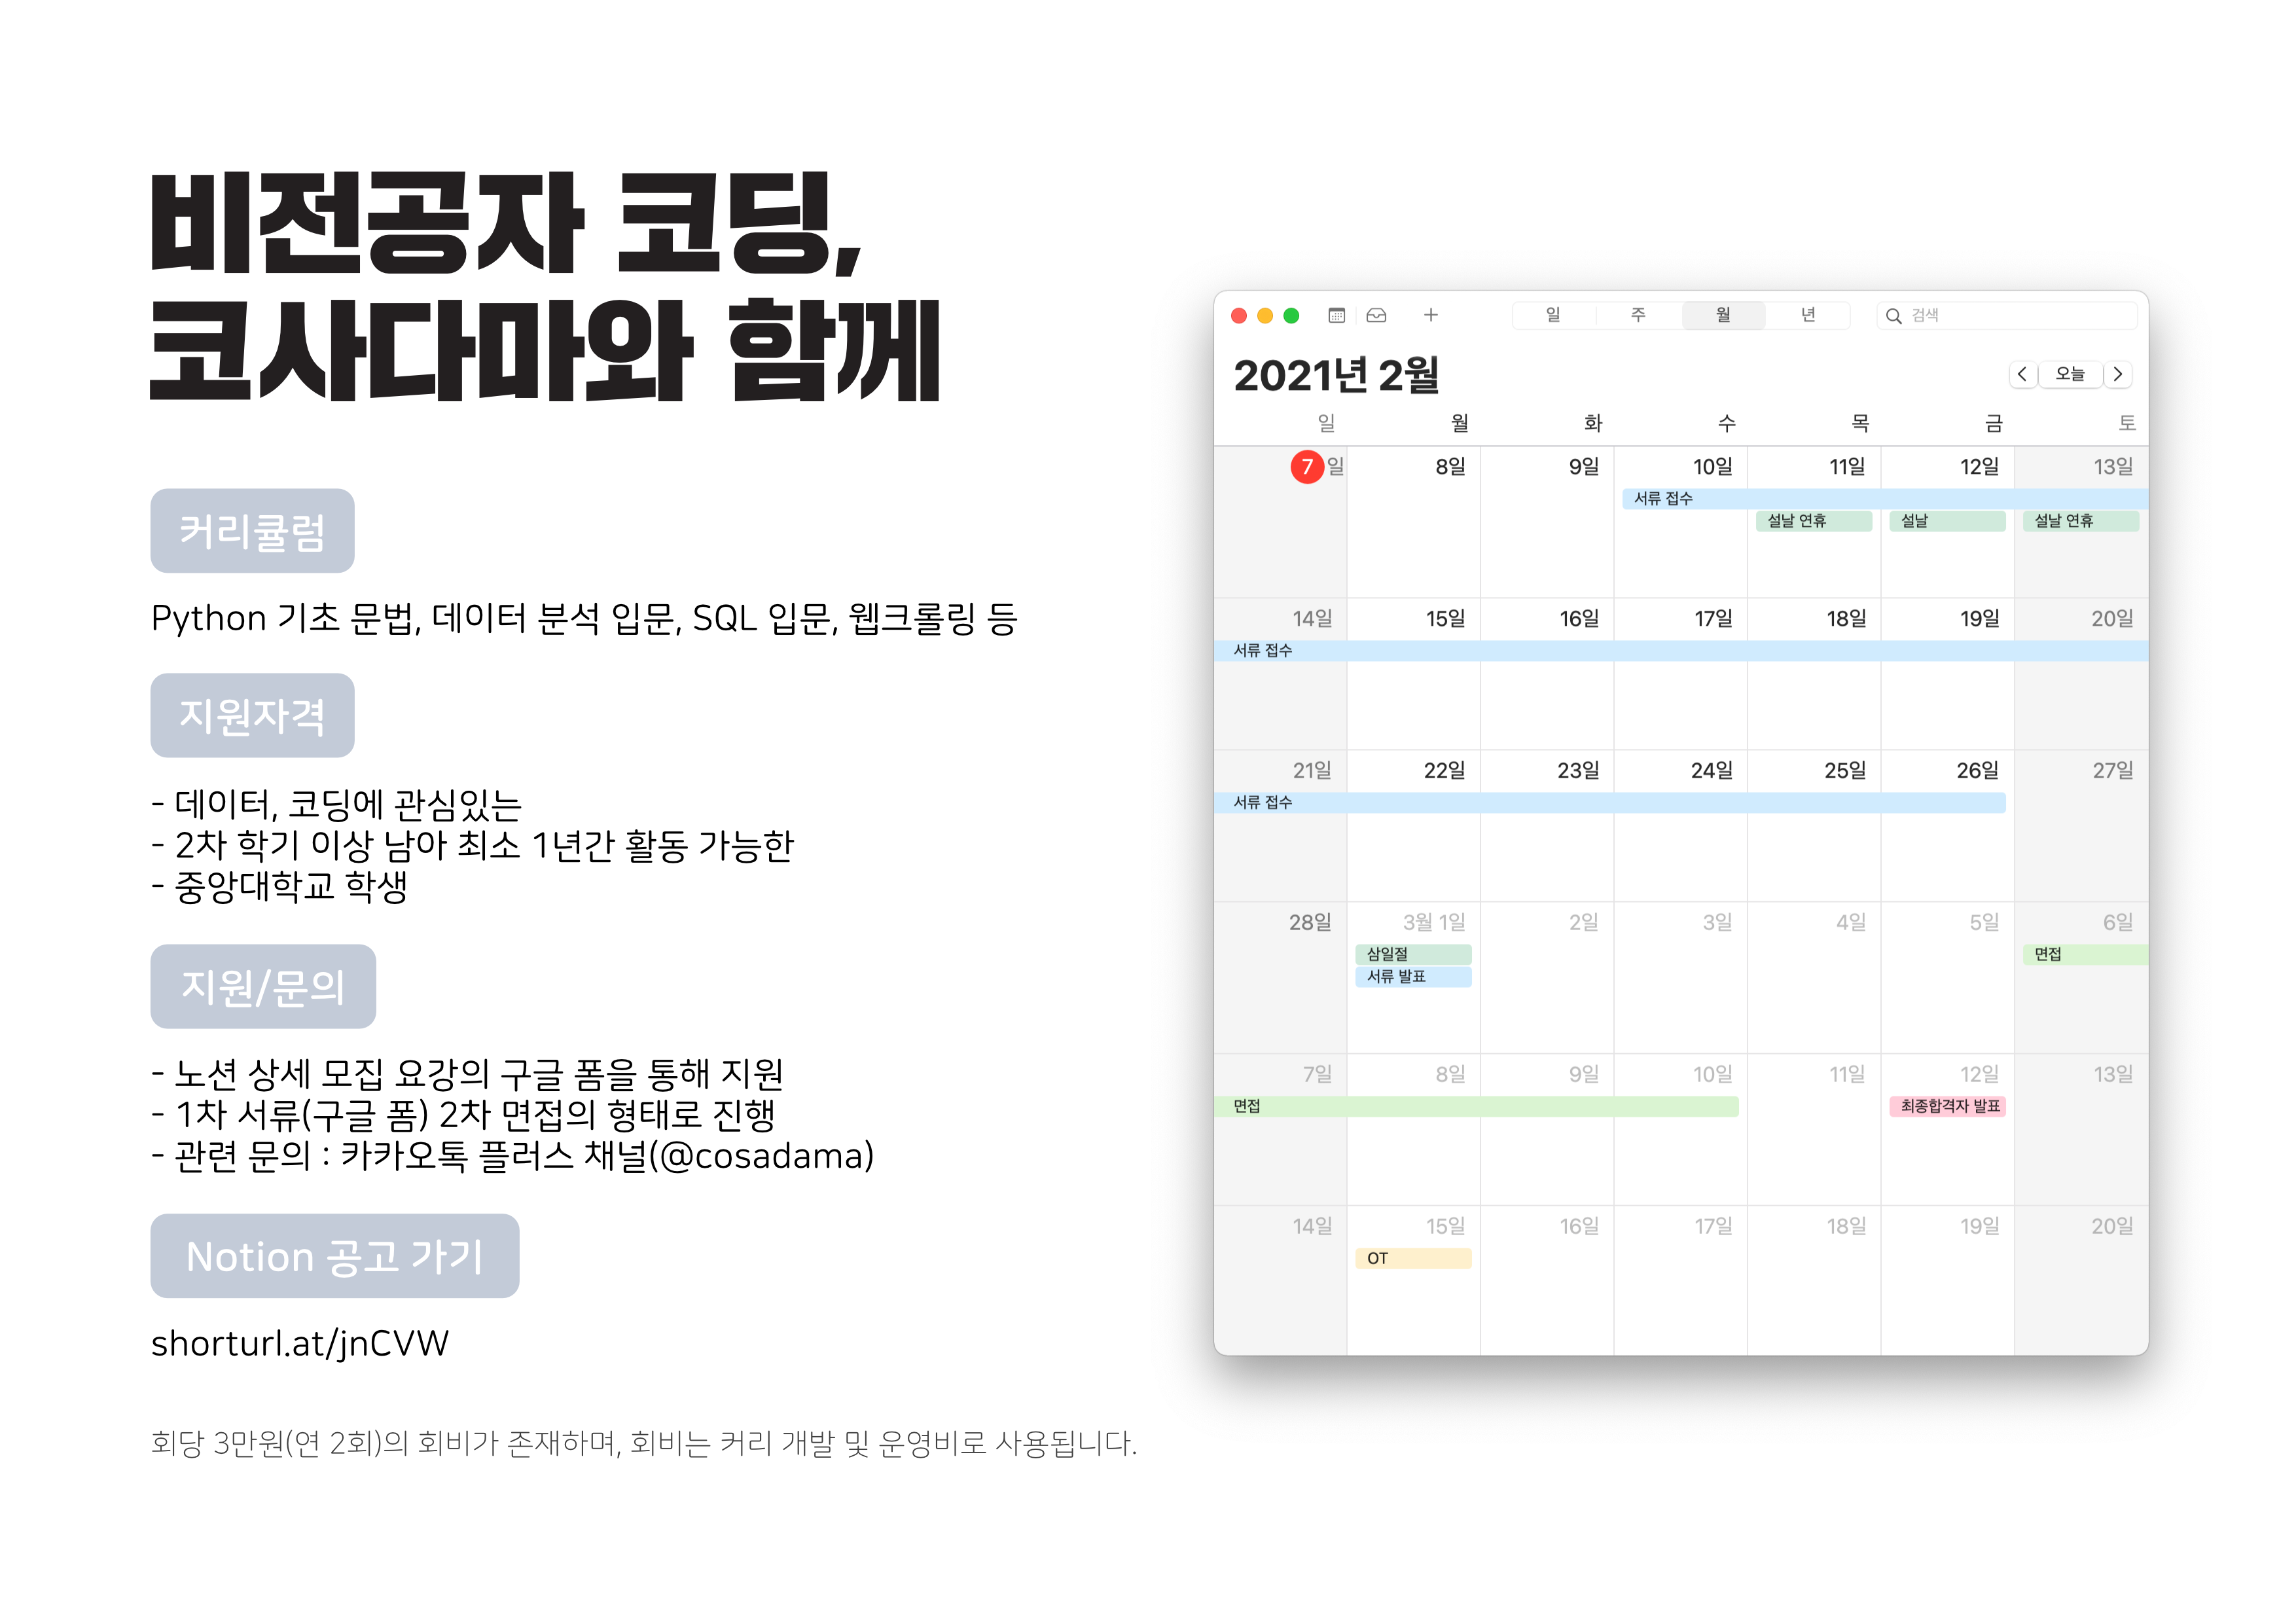 비전공자 코딩,
코사다마와 함께
커리큘럼
Python 기초 문법, 데이터 분석 입문, SQL 입문, 웹크롤링 등
지원자격
- 데이터, 코딩에 관심있는
- 2차 학기 이상 남아 최소 1년간 활동 가능한
- 중앙대학교 학생
지원/문의
- 노션 상세 모집 요강의 구글 폼을 통해 지원
- 1차 서류(구글 폼) 2차 면접의 형태로 진행
- 관련 문의 : 카카오톡 플러스 채널(@cosadama)
Notion 공고 가기
shorturl.at/jnCVW
회당 3만원(연 2회)의 회비가 존재하며, 회비는 커리 개발 및 운영비로 사용됩니다.
일 주 월 년 검색
2021년 2월 오늘
일 월 화 수 목 금 토
7일 8일 9일 10일 11일 12일 13일
서류 접수
설날 연휴 설날 설날 연휴
14일 15일 16일 17일 18일 19일 20일
서류 접수
21일 22일 23일 24일 25일 26일 27일
서류 접수
28일 3월 1일 2일 3일 4일 5일 6일
삼일절 면접
서류 발표
7일 8일 9일 10일 11일 12일 13일
면접 최종합격자 발표
14일 15일 16일 17일 18일 19일 20일
OT